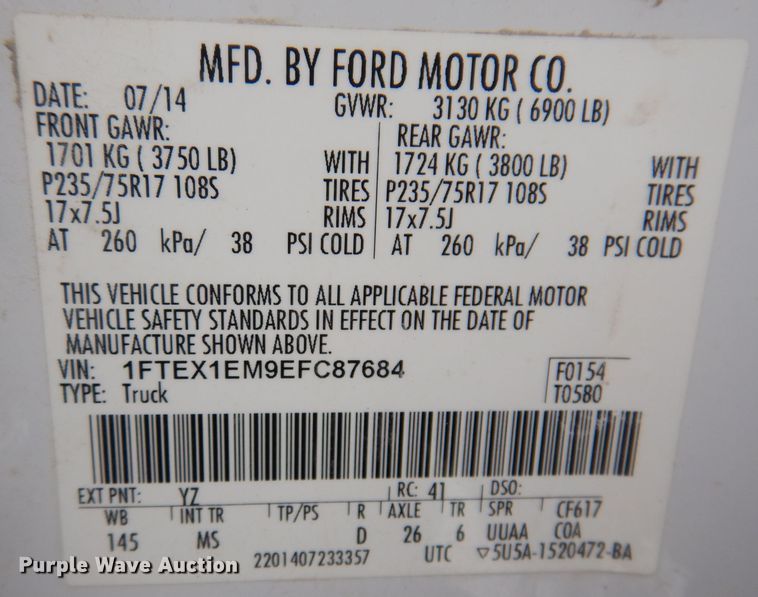 MFD. BY FORD MOTOR CO.
DATE: 07/14 GVWR: 3130 KG ( 6900 LB)
FRONT GAWR: REAR GAWR:
1701 KG ( 3750 LB) WITH 1724 KG ( 3800 LB) WITH
P235/75R17 108S TIRES P235/75R17 108S TIRES
17x7.5J RIMS 17x7.5J RIMS
AT 260 kPa/ 38 PSI COLD AT 260 kPa/ 38 PSI COLD
THIS VEHICLE CONFORMS TO ALL APPLICABLE FEDERAL MOTOR
VEHICLE SAFETY STANDARDS IN EFFECT ON THE DATE OF
MANUFACTURE SHOWN ABOVE.
VIN: 1FTEX1EM9EFC87684 F0154
TYPE: Truck T0580
EXT PNT: YZ RC: 41 DSO:
WB INT TR TP/PS R AXLE TR SPR CF617
145 MS D 26 6 UUAA COA
2201407233357 UTC ▽5U5A-1520472-BA
Purple Wave Auction